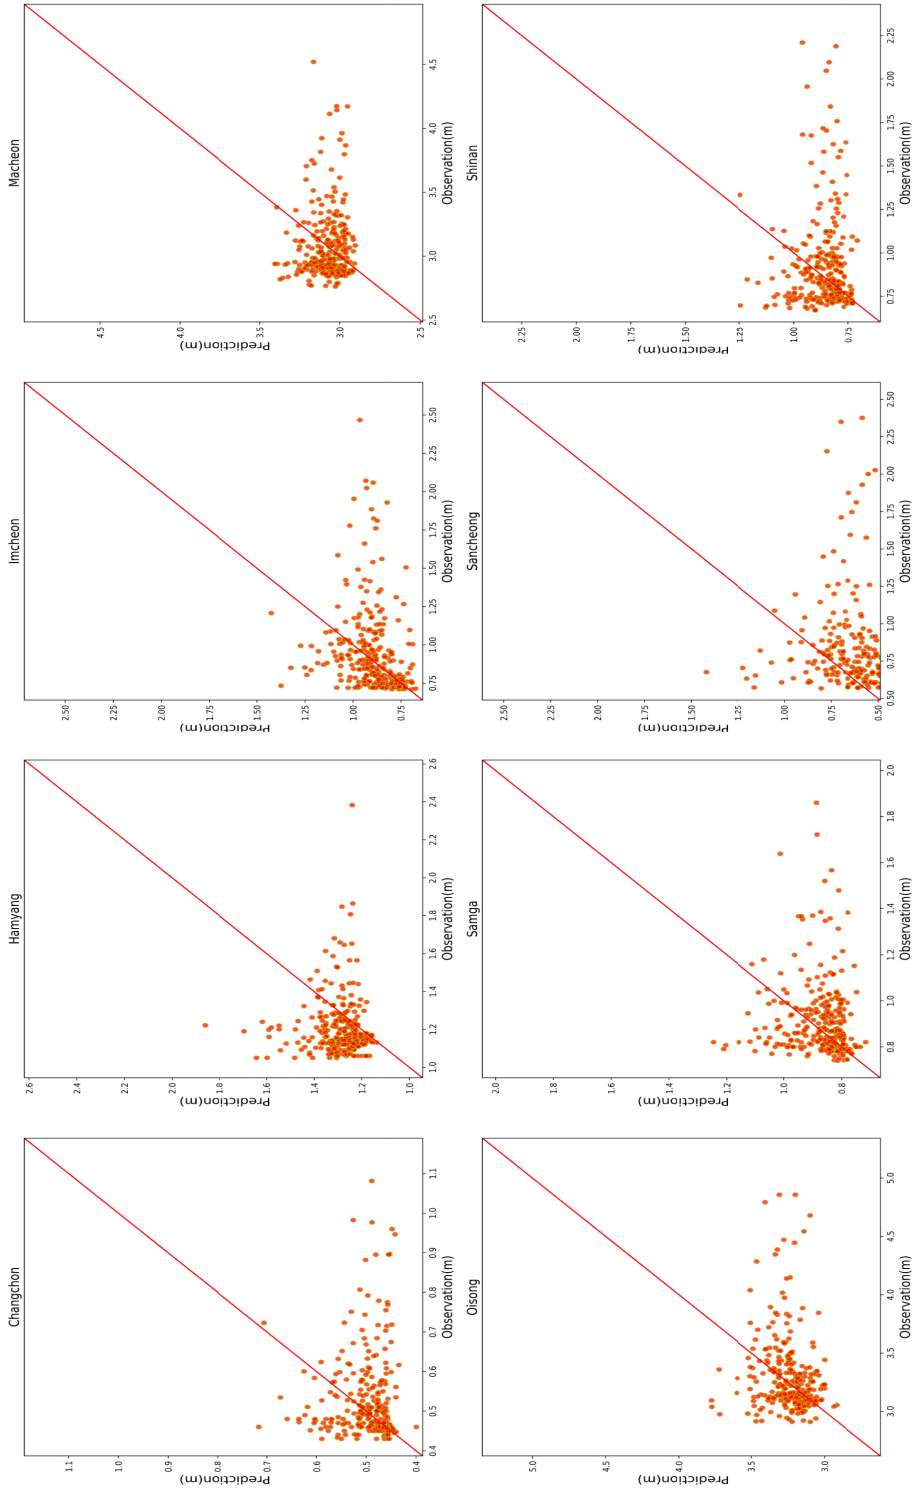 Changchon
1.1
1.0
0.9
0.8
0.7
0.6
0.5
0.4
Prediction(m)
0.4 0.5 0.6 0.7 0.8 0.9 1.0 1.1
Observation(m)
Hamyang
2.6
2.4
2.2
2.0
1.8
1.6
1.4
1.2
1.0
Prediction(m)
1.0 1.2 1.4 1.6 1.8 2.0 2.2 2.4 2.6
Observation(m)
Imcheon
2.50
2.25
2.00
1.75
1.50
1.25
1.00
0.75
Prediction(m)
0.75 1.00 1.25 1.50 1.75 2.00 2.25 2.50
Observation(m)
Macheon
4.5
4.0
3.5
3.0
2.5
Prediction(m)
2.5 3.0 3.5 4.0 4.5
Observation(m)
Oisong
5.0
4.5
4.0
3.5
3.0
Prediction(m)
3.0 3.5 4.0 4.5 5.0
Observation(m)
Samga
2.0
1.8
1.6
1.4
1.2
1.0
0.8
Prediction(m)
0.8 1.0 1.2 1.4 1.6 1.8 2.0
Observation(m)
Sancheong
2.50
2.25
2.00
1.75
1.50
1.25
1.00
0.75
0.50
Prediction(m)
0.50 0.75 1.00 1.25 1.50 1.75 2.00 2.25 2.50
Observation(m)
Shinan
2.25
2.00
1.75
1.50
1.25
1.00
0.75
Prediction(m)
0.75 1.00 1.25 1.50 1.75 2.00 2.25
Observation(m)